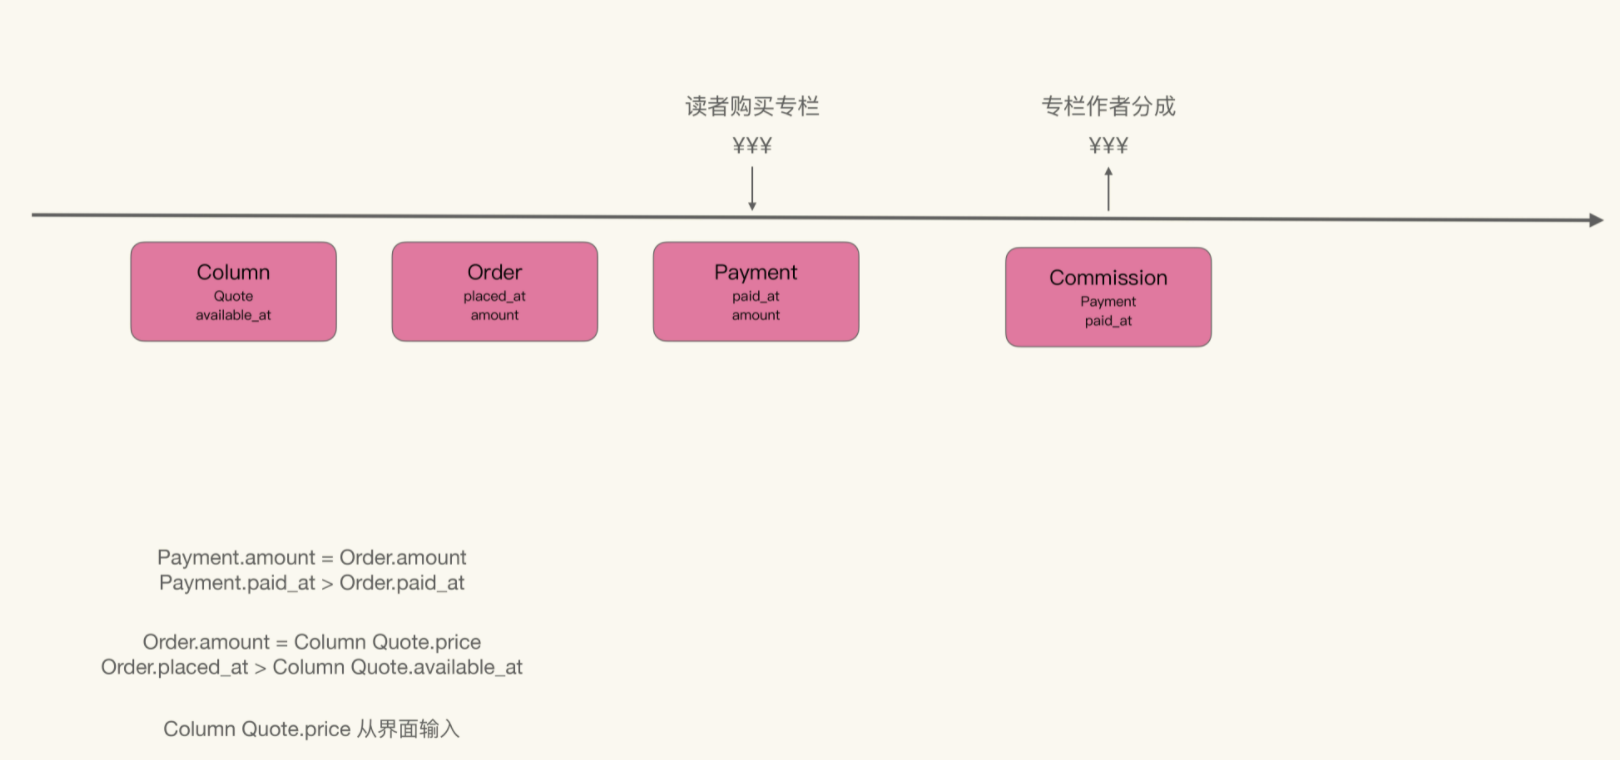 读者购买专栏
¥¥¥
专栏作者分成
¥¥¥
Column
Quote
available_at
Order
placed_at
amount
Payment
paid_at
amount
Commission
Payment
paid_at
Payment.amount = Order.amount
Payment.paid_at > Order.paid_at
Order.amount = Column Quote.price
Order.placed_at > Column Quote.available_at
Column Quote.price 从界面输入